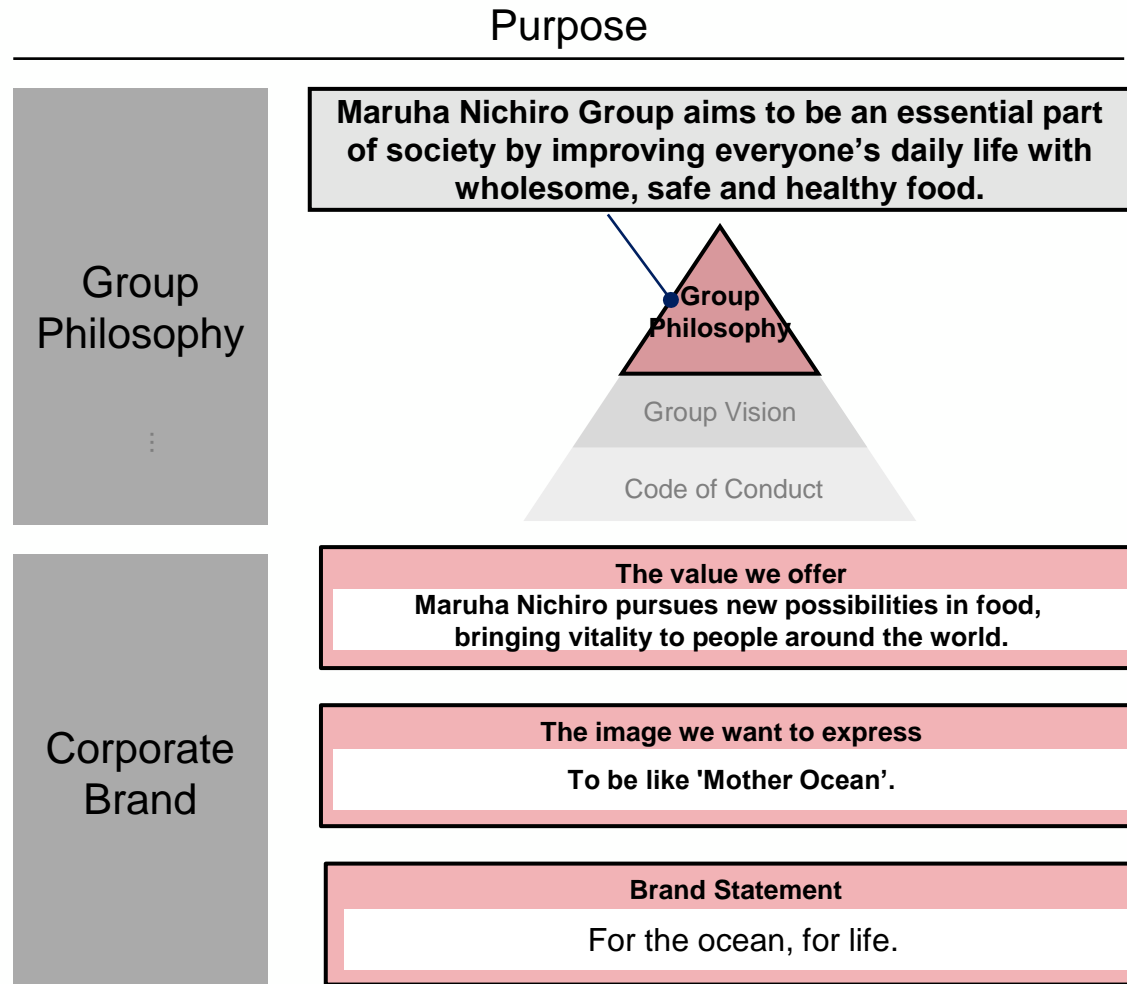 Purpose
Group
Philosophy
...
Maruha Nichiro Group aims to be an essential part
of society by improving everyone’s daily life with
wholesome, safe and healthy food.
Group
Philosophy
Group Vision
Code of Conduct
Corporate
Brand
The value we offer
Maruha Nichiro pursues new possibilities in food,
bringing vitality to people around the world.
The image we want to express
To be like 'Mother Ocean’.
Brand Statement
For the ocean, for life.